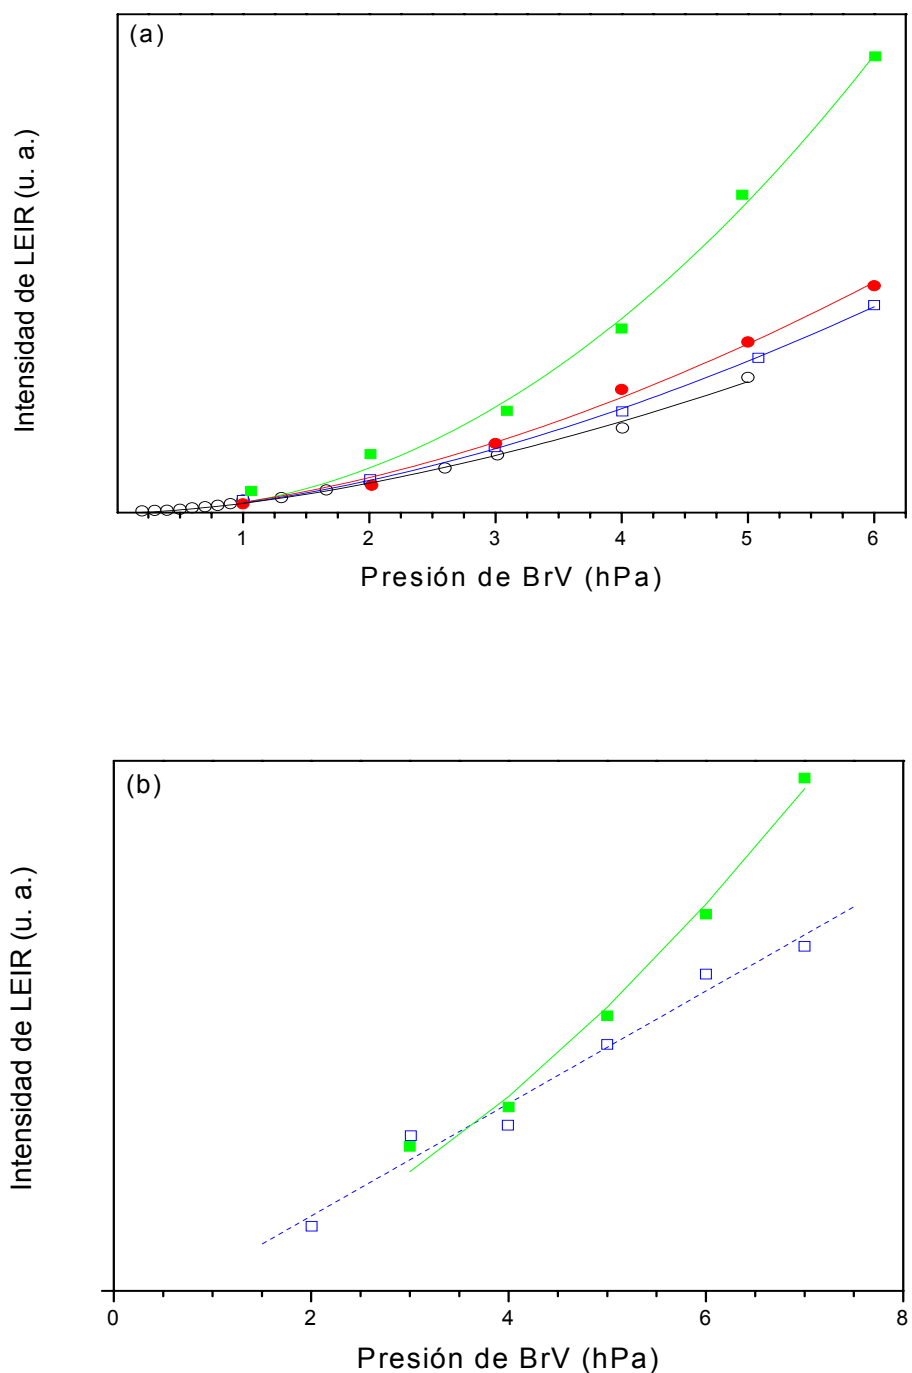 (a)
Intensidad de LEIR (u. a.)
1 2 3 4 5 6
Presión de BrV (hPa)
(b)
Intensidad de LEIR (u. a.)
0 2 4 6 8
Presión de BrV (hPa)